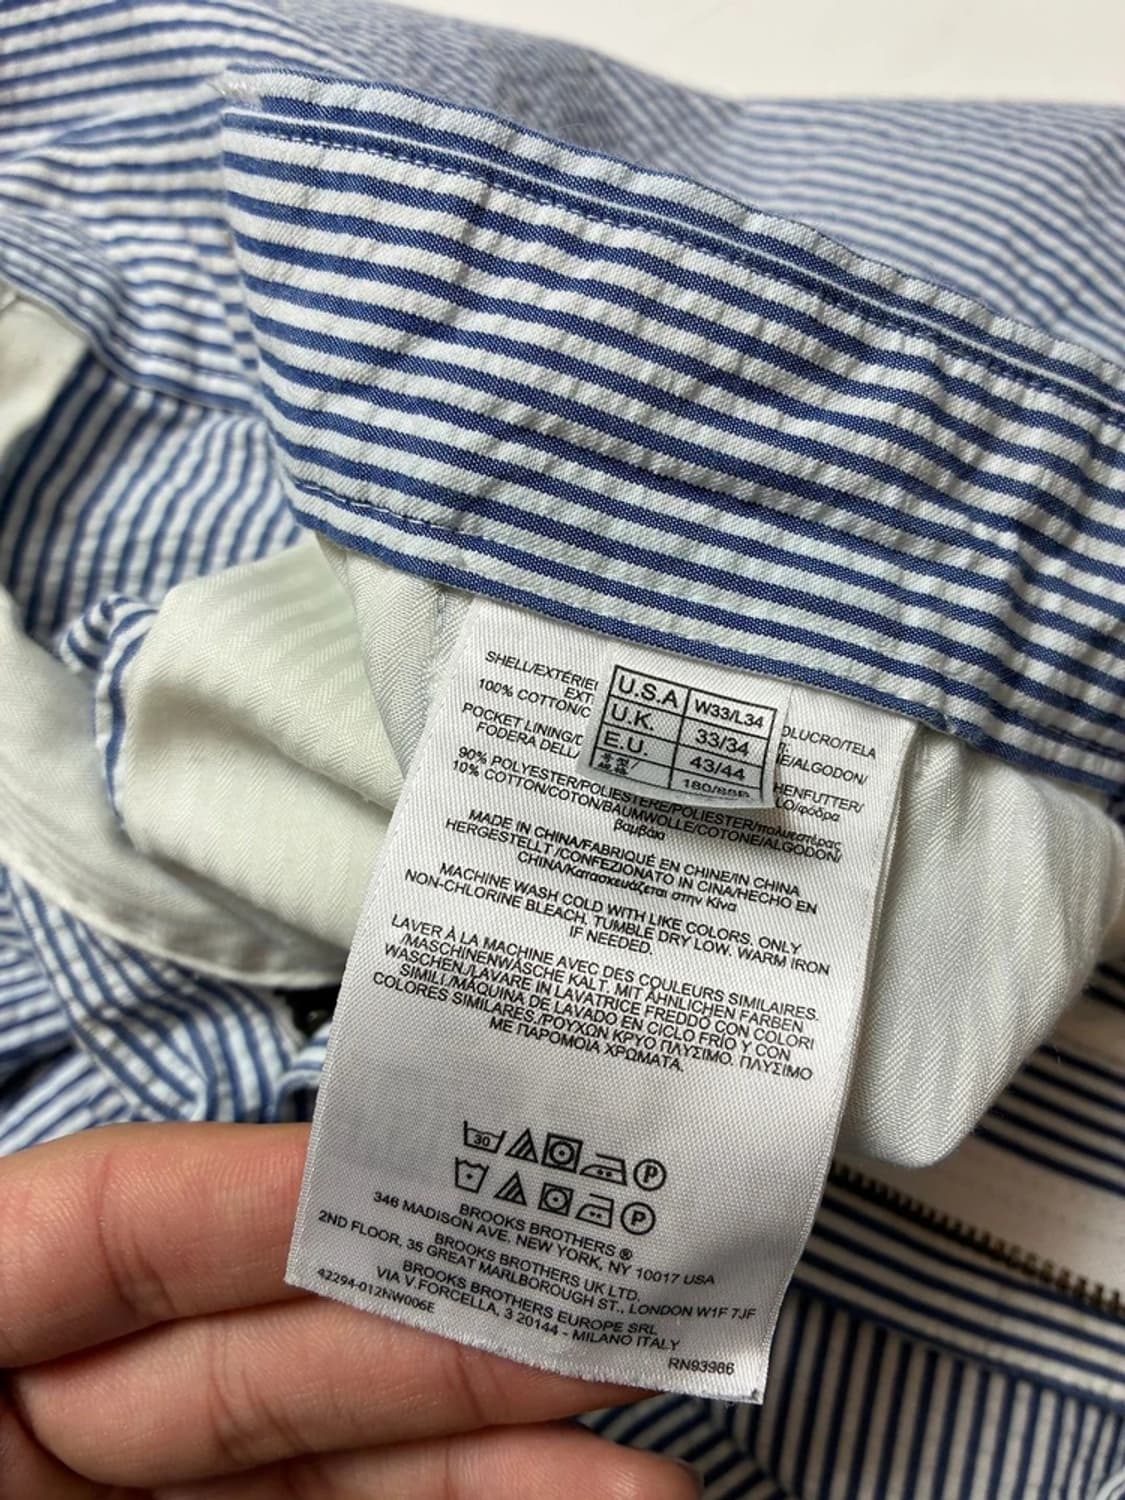 SHELL/EXTÉRIEU
EXT
100% COTTON/C
POCKET LINING/D
FODERA DELL
U.S.A W33/L34
U.K. 33/34
E.U. 43/44
OLUCRO/TELA
E/ALGODON/
HENFUTTER/
Ο/φόδρα
90% POLYESTER/POLIESTERE/POLIESTER/πολυεστέρας
10% COTTON/COTON/BAUMWOLLE/COTONE/ALGODON/
βαμβάκι
MADE IN CHINA/FABRIQUÉ EN CHINE/IN CHINA
HERGESTELLT /CONFEZIONATO IN CINA/HECHO EN
CHINA/Κατασκευάζεται στην Κίνα
MACHINE WASH COLD WITH LIKE COLORS. ONLY
NON-CHLORINE BLEACH. TUMBLE DRY LOW. WARM IRON
IF NEEDED.
LAVER À LA MACHINE AVEC DES COULEURS SIMILAIRES.
/MASCHINENWÄSCHE KALT. MIT ÄHNLICHEN FARBEN
WASCHEN./LAVARE IN LAVATRICE FREDDO CON COLORI
SIMILI./MÁQUINA DE LAVADO EN CICLO FRÍO Y CON
COLORES SIMILARES./ΡΟΥΧΩΝ ΚΡΥΟ ΠΛΥΣΙΜΟ. ΠΛΥΣΙΜΟ
ΜΕ ΠΑΡΟΜΟΙΑ ΧΡΩΜΑΤΑ.
30 P
P
BROOKS BROTHERS ®
346 MADISON AVE. NEW YORK, NY 10017 USA
BROOKS BROTHERS UK LTD.
2ND FLOOR, 35 GREAT MARLBOROUGH ST., LONDON W1F 7JF
BROOKS BROTHERS EUROPE SRL
VIA V.FORCELLA, 3 20144 - MILANO ITALY
42294-012NW006E
RN93986